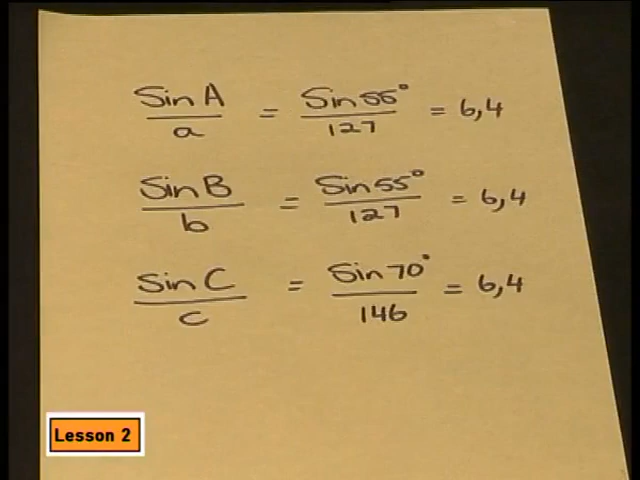 Sin A / a = Sin 55° / 127 = 6,4
Sin B / b = Sin 55° / 127 = 6,4
Sin C / c = Sin 70° / 146 = 6,4
Lesson 2